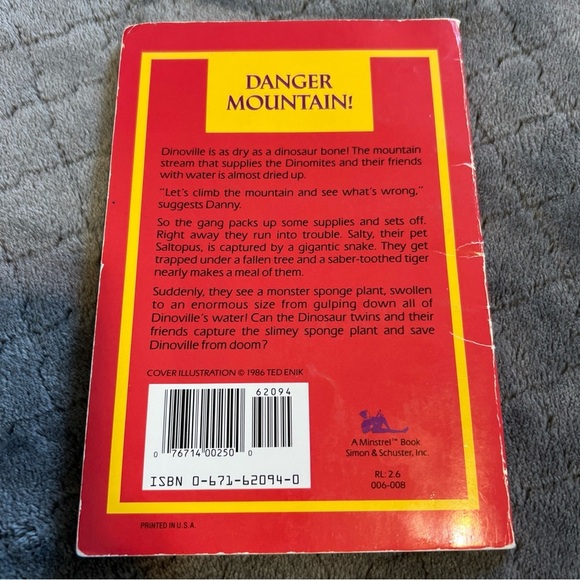 DANGER
MOUNTAIN!
Dinoville is as dry as a dinosaur bone! The mountain
stream that supplies the Dinomites and their friends
with water is almost dried up.
"Let's climb the mountain and see what's wrong,"
suggests Danny.
So the gang packs up some supplies and sets off.
Right away they run into trouble. Salty, their pet
Saltopus, is captured by a gigantic snake. They get
trapped under a fallen tree and a saber-toothed tiger
nearly makes a meal of them.
Suddenly, they see a monster sponge plant, swollen
to an enormous size from gulping down all of
Dinoville's water! Can the Dinosaur twins and their
friends capture the slimey sponge plant and save
Dinoville from doom?
COVER ILLUSTRATION © 1986 TED ENIK
62094
0 76714 00250 0
ISBN 0-671-62094-0
A Minstrel™ Book
Simon & Schuster, Inc.
RL: 2.6
006-008
PRINTED IN U.S.A.